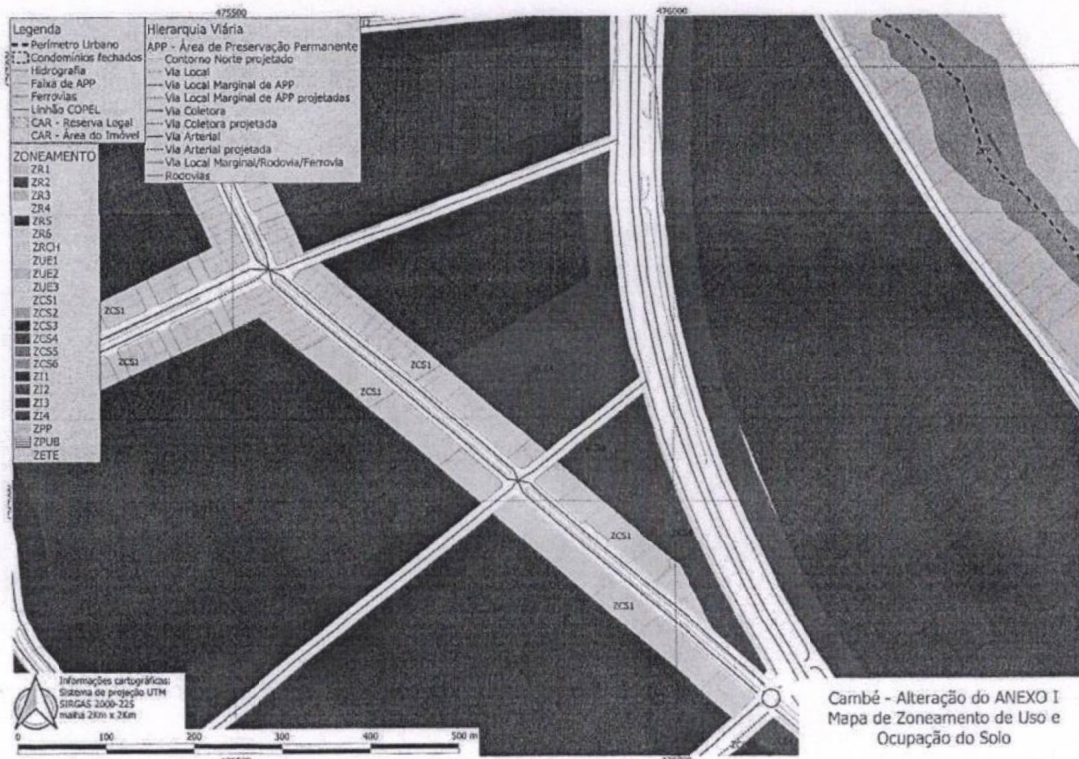 475500
476000
Legenda
Perímetro Urbano
Condomínios fechados
Hidrografia
Faixa de APP
Ferrovias
Linhão COPEL
CAR - Reserva Legal
CAR - Área do Imóvel
Hierarquia Viária
APP - Área de Preservação Permanente
Contorno Norte projetado
Via Local
Via Local Marginal de APP
Via Local Marginal de APP projetadas
Via Coletora
Via Coletora projetada
Via Arterial
Via Arterial projetada
Via Local Marginal/Rodovia/Ferrovia
Rodovias
ZONEAMENTO
ZR1
ZR2
ZR3
ZR4
ZR5
ZR6
ZRCH
ZUE1
ZUE2
ZUE3
ZCS1
ZCS2
ZCS3
ZCS4
ZCS5
ZCS6
ZI1
ZI2
ZI3
ZI4
ZPP
ZPUB
ZETE
ZCS1
ZCS1
ZCS1
ZCS1
ZCS1
ZCS1
Informações cartográficas:
Sistema de projeção UTM
SIRGAS 2000-22S
malha 2Km x 2Km
0 100 200 300 400 500 m
Cambé - Alteração do ANEXO I
Mapa de Zoneamento de Uso e
Ocupação do Solo